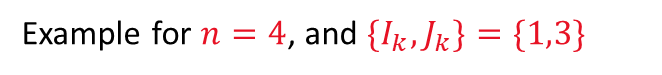 Example for n = 4, and {I_k, J_k} = {1,3}